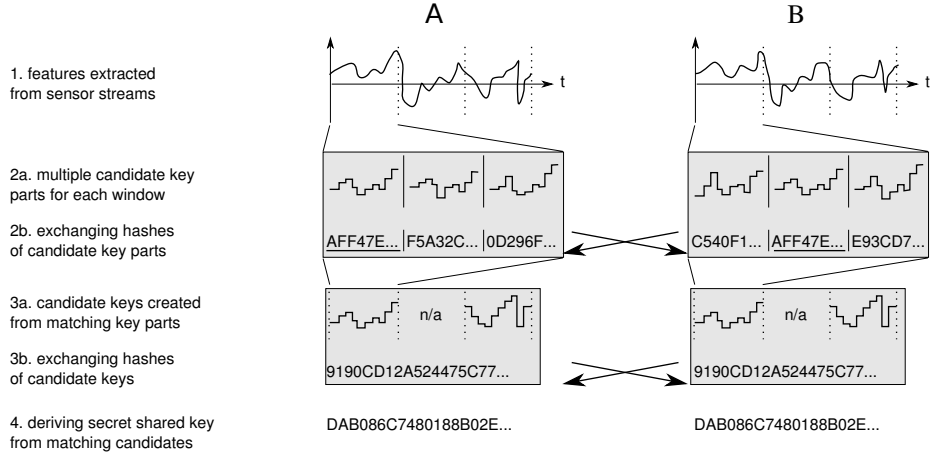 A
B
1. features extracted
from sensor streams
t
t
2a. multiple candidate key
parts for each window
2b. exchanging hashes
of candidate key parts
AFF47E... F5A32C... 0D296F...
C540F1... AFF47E... E93CD7...
3a. candidate keys created
from matching key parts
n/a
n/a
3b. exchanging hashes
of candidate keys
9190CD12A524475C77...
9190CD12A524475C77...
4. deriving secret shared key
from matching candidates
DAB086C7480188B02E...
DAB086C7480188B02E...